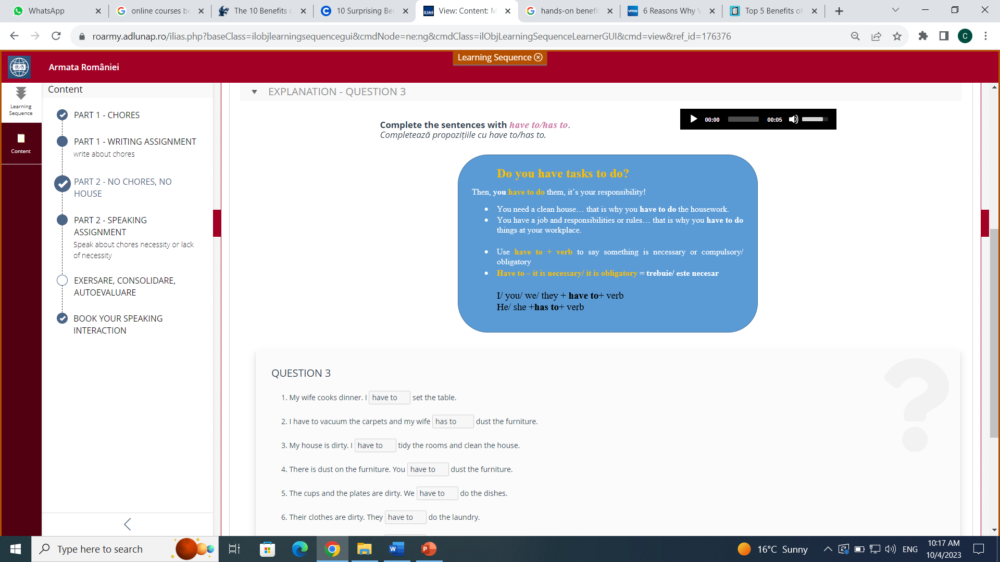 WhatsApp
online courses be
The 10 Benefits o
10 Surprising Be
View: Content: M
hands-on benefi
6 Reasons Why V
Top 5 Benefits of
roarmy.adlunap.ro/ilias.php?baseClass=ilobjlearningsequencegui&cmdNode=ne:ng&cmdClass=ilObjLearningSequenceLearnerGUI&cmd=view&ref_id=176376
C
Learning Sequence
Armata României
Learning
Sequence
Content
Content
PART 1 - CHORES
PART 1 - WRITING ASSIGNMENT
write about chores
PART 2 - NO CHORES, NO
HOUSE
PART 2 - SPEAKING
ASSIGNMENT
Speak about chores necessity or lack
of necessity
EXERSARE, CONSOLIDARE,
AUTOEVALUARE
BOOK YOUR SPEAKING
INTERACTION
EXPLANATION - QUESTION 3
Complete the sentences with have to/has to.
Completează propozițiile cu have to/has to.
00:00 00:05
Do you have tasks to do?
Then, you have to do them, it's your responsibility!
• You need a clean house… that is why you have to do the housework.
• You have a job and responsibilities or rules… that is why you have to do
things at your workplace.
• Use have to + verb to say something is necessary or compulsory/
obligatory
• Have to – it is necessary/ it is obligatory = trebuie/ este necesar
I/ you/ we/ they + have to+ verb
He/ she +has to+ verb
QUESTION 3
1. My wife cooks dinner. I have to set the table.
2. I have to vacuum the carpets and my wife has to dust the furniture.
3. My house is dirty. I have to tidy the rooms and clean the house.
4. There is dust on the furniture. You have to dust the furniture.
5. The cups and the plates are dirty. We have to do the dishes.
6. Their clothes are dirty. They have to do the laundry.
Type here to search
16°C Sunny
ENG
10:17 AM
10/4/2023